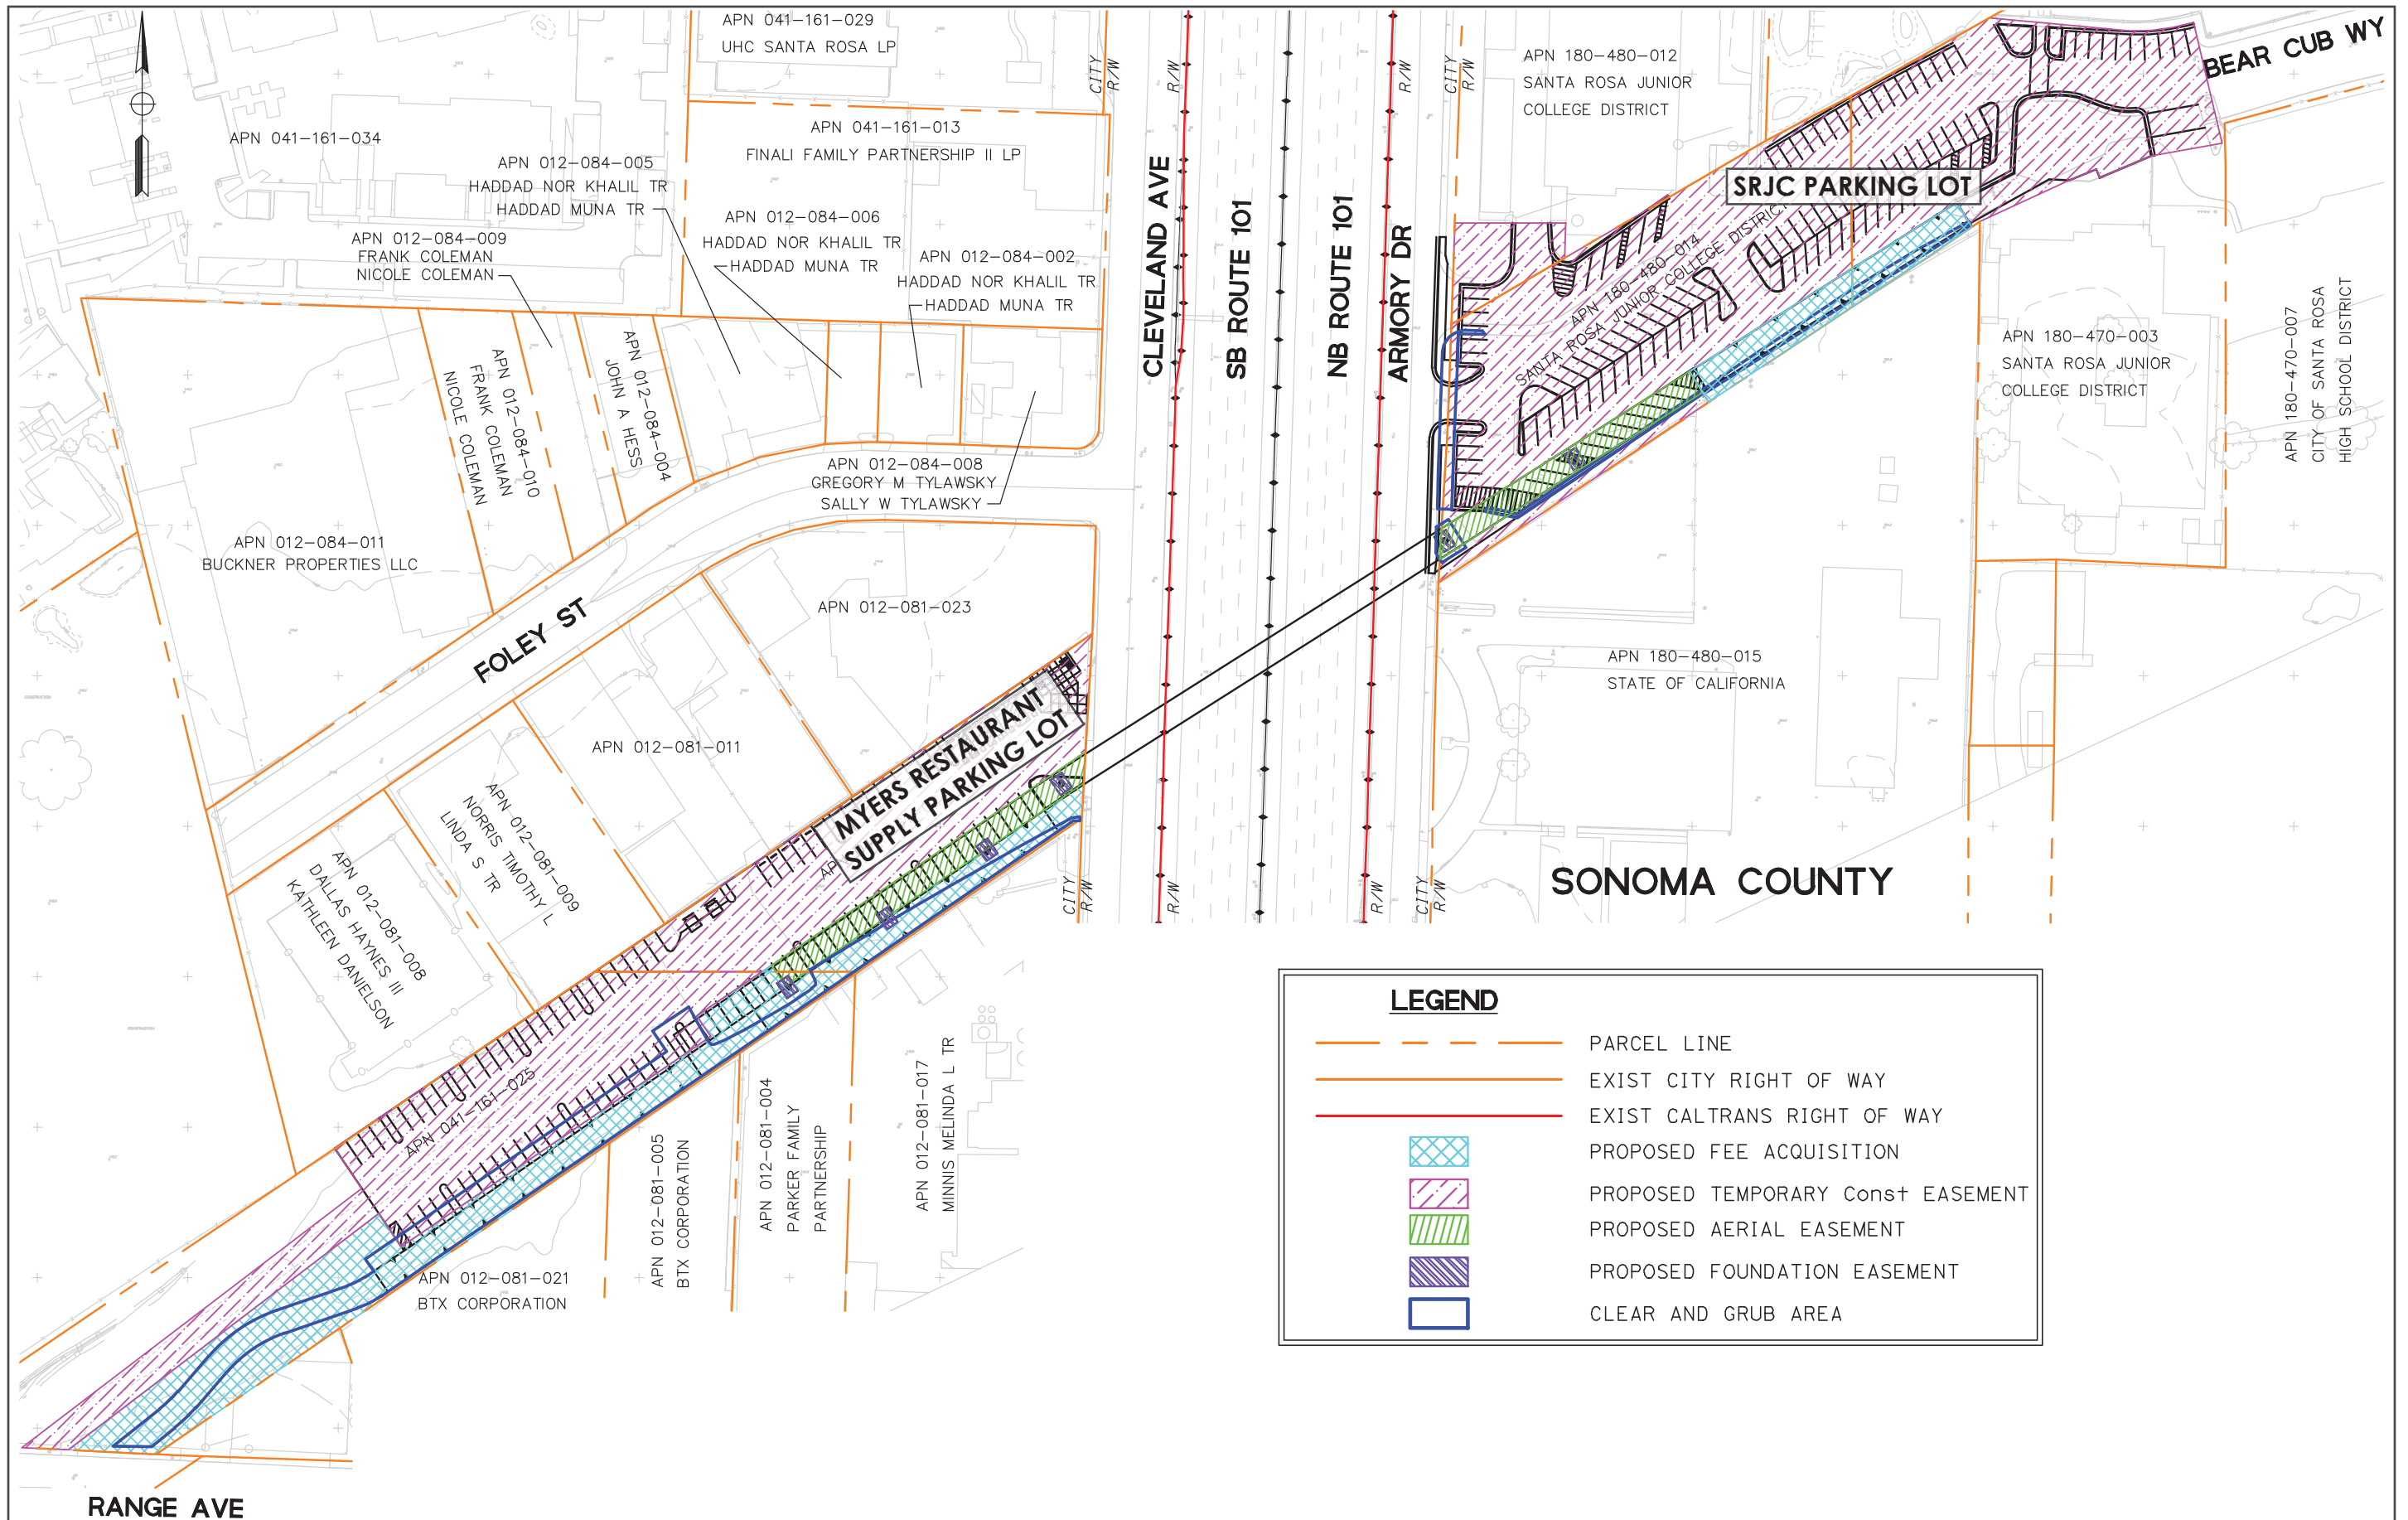 APN 041-161-029
UHC SANTA ROSA LP
CITY
R/W
R/W
R/W
CITY
R/W
APN 180-480-012
SANTA ROSA JUNIOR
COLLEGE DISTRICT
BEAR CUB WY
APN 041-161-034
APN 041-161-013
FINALI FAMILY PARTNERSHIP II LP
APN 012-084-005
HADDAD NOR KHALIL TR
HADDAD MUNA TR
APN 012-084-006
HADDAD NOR KHALIL TR
HADDAD MUNA TR
APN 012-084-009
FRANK COLEMAN
NICOLE COLEMAN
APN 012-084-002
HADDAD NOR KHALIL TR
HADDAD MUNA TR
CLEVELAND AVE
SB ROUTE 101
NB ROUTE 101
ARMORY DR
SRJC PARKING LOT
APN 180-480-014
SANTA ROSA JUNIOR COLLEGE DISTRICT
APN 180-470-003
SANTA ROSA JUNIOR
COLLEGE DISTRICT
APN 180-470-007
CITY OF SANTA ROSA
HIGH SCHOOL DISTRICT
APN 012-084-010
FRANK COLEMAN
NICOLE COLEMAN
APN 012-084-004
JOHN A HESS
APN 012-084-008
GREGORY M TYLAWSKY
SALLY W TYLAWSKY
APN 012-084-011
BUCKNER PROPERTIES LLC
FOLEY ST
APN 012-081-023
APN 012-081-011
APN 180-480-015
STATE OF CALIFORNIA
MYERS RESTAURANT
SUPPLY PARKING LOT
AP
APN 012-081-009
NORRIS TIMOTHY L
LINDA S TR
APN 012-081-008
DALLAS HAYNES III
KATHLEEN DANIELSON
CITY
R/W
R/W
R/W
CITY
R/W
SONOMA COUNTY
APN 041-161-025
APN 012-081-005
BTX CORPORATION
APN 012-081-004
PARKER FAMILY
PARTNERSHIP
APN 012-081-017
MINNIS MELINDA L TR
APN 012-081-021
BTX CORPORATION
RANGE AVE
LEGEND
PARCEL LINE
EXIST CITY RIGHT OF WAY
EXIST CALTRANS RIGHT OF WAY
PROPOSED FEE ACQUISITION
PROPOSED TEMPORARY Const EASEMENT
PROPOSED AERIAL EASEMENT
PROPOSED FOUNDATION EASEMENT
CLEAR AND GRUB AREA